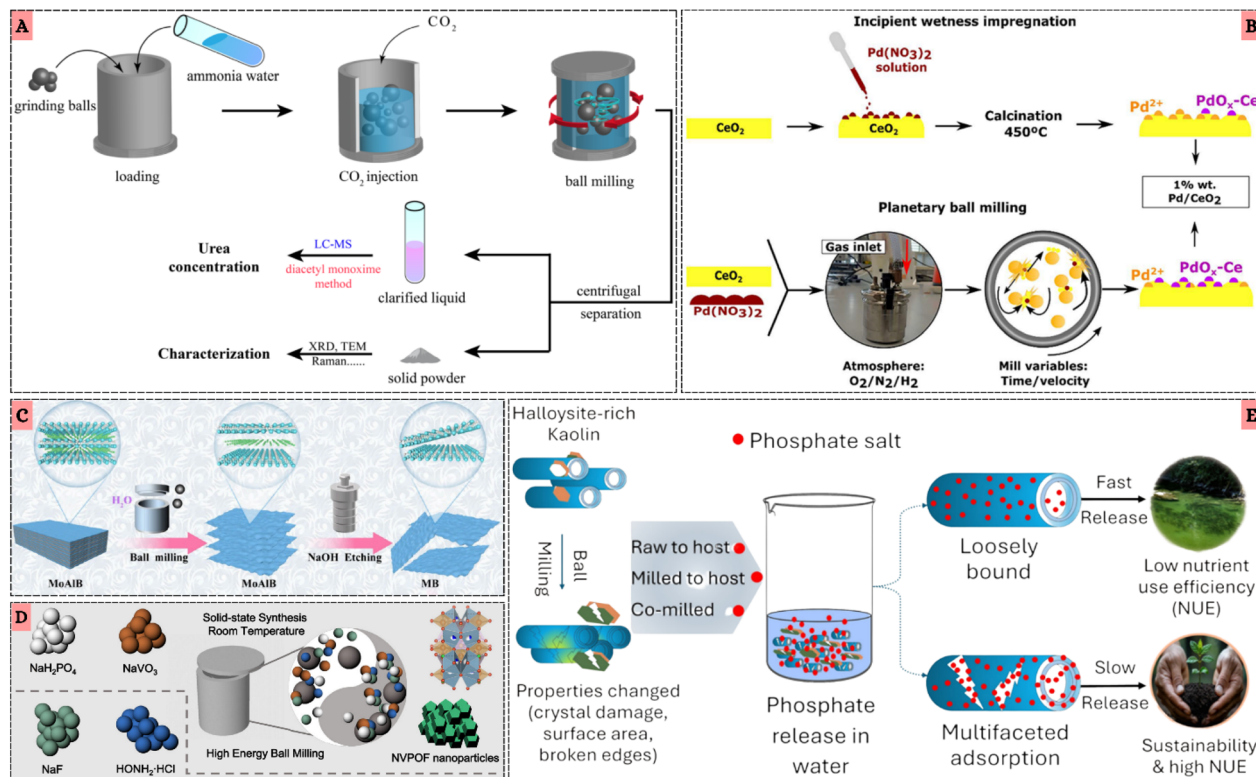 A
CO2
ammonia water
grinding balls
loading
CO2 injection
ball milling
Urea
concentration
LC-MS
diacetyl monoxime
method
clarified liquid
centrifugal
separation
Characterization
XRD, TEM
Raman......
solid powder
B
Incipient wetness impregnation
Pd(NO3)2
solution
CeO2
CeO2
Calcination
450ºC
Pd2+
PdOx-Ce
1% wt.
Pd/CeO2
Planetary ball milling
Gas inlet
CeO2
Pd(NO3)2
Pd2+
PdOx-Ce
Atmosphere:
O2/N2/H2
Mill variables:
Time/velocity
C
H2O
Ball milling
NaOH Etching
MoAlB
MoAlB
MB
D
Solid-state Synthesis
Room Temperature
NaH2PO4
NaVO3
NaF
HONH2·HCl
High Energy Ball Milling
NVPOF nanoparticles
E
Halloysite-rich
Kaolin
Phosphate salt
Ball
Milling
Raw to host
Milled to host
Co-milled
Properties changed
(crystal damage,
surface area,
broken edges)
Phosphate
release in
water
Loosely
bound
Fast
Release
Low nutrient
use efficiency
(NUE)
Multifaceted
adsorption
Slow
Release
Sustainability
& high NUE